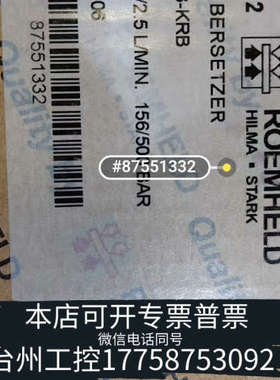 ROEMHELD
HILMA ▪ STARK
BERSETZER
-KRB
/2.5 L/MIN. 156/50
BAR
06
87551332
#87551332
本店可开专票普票
微信电话同号
台州工控17758753092